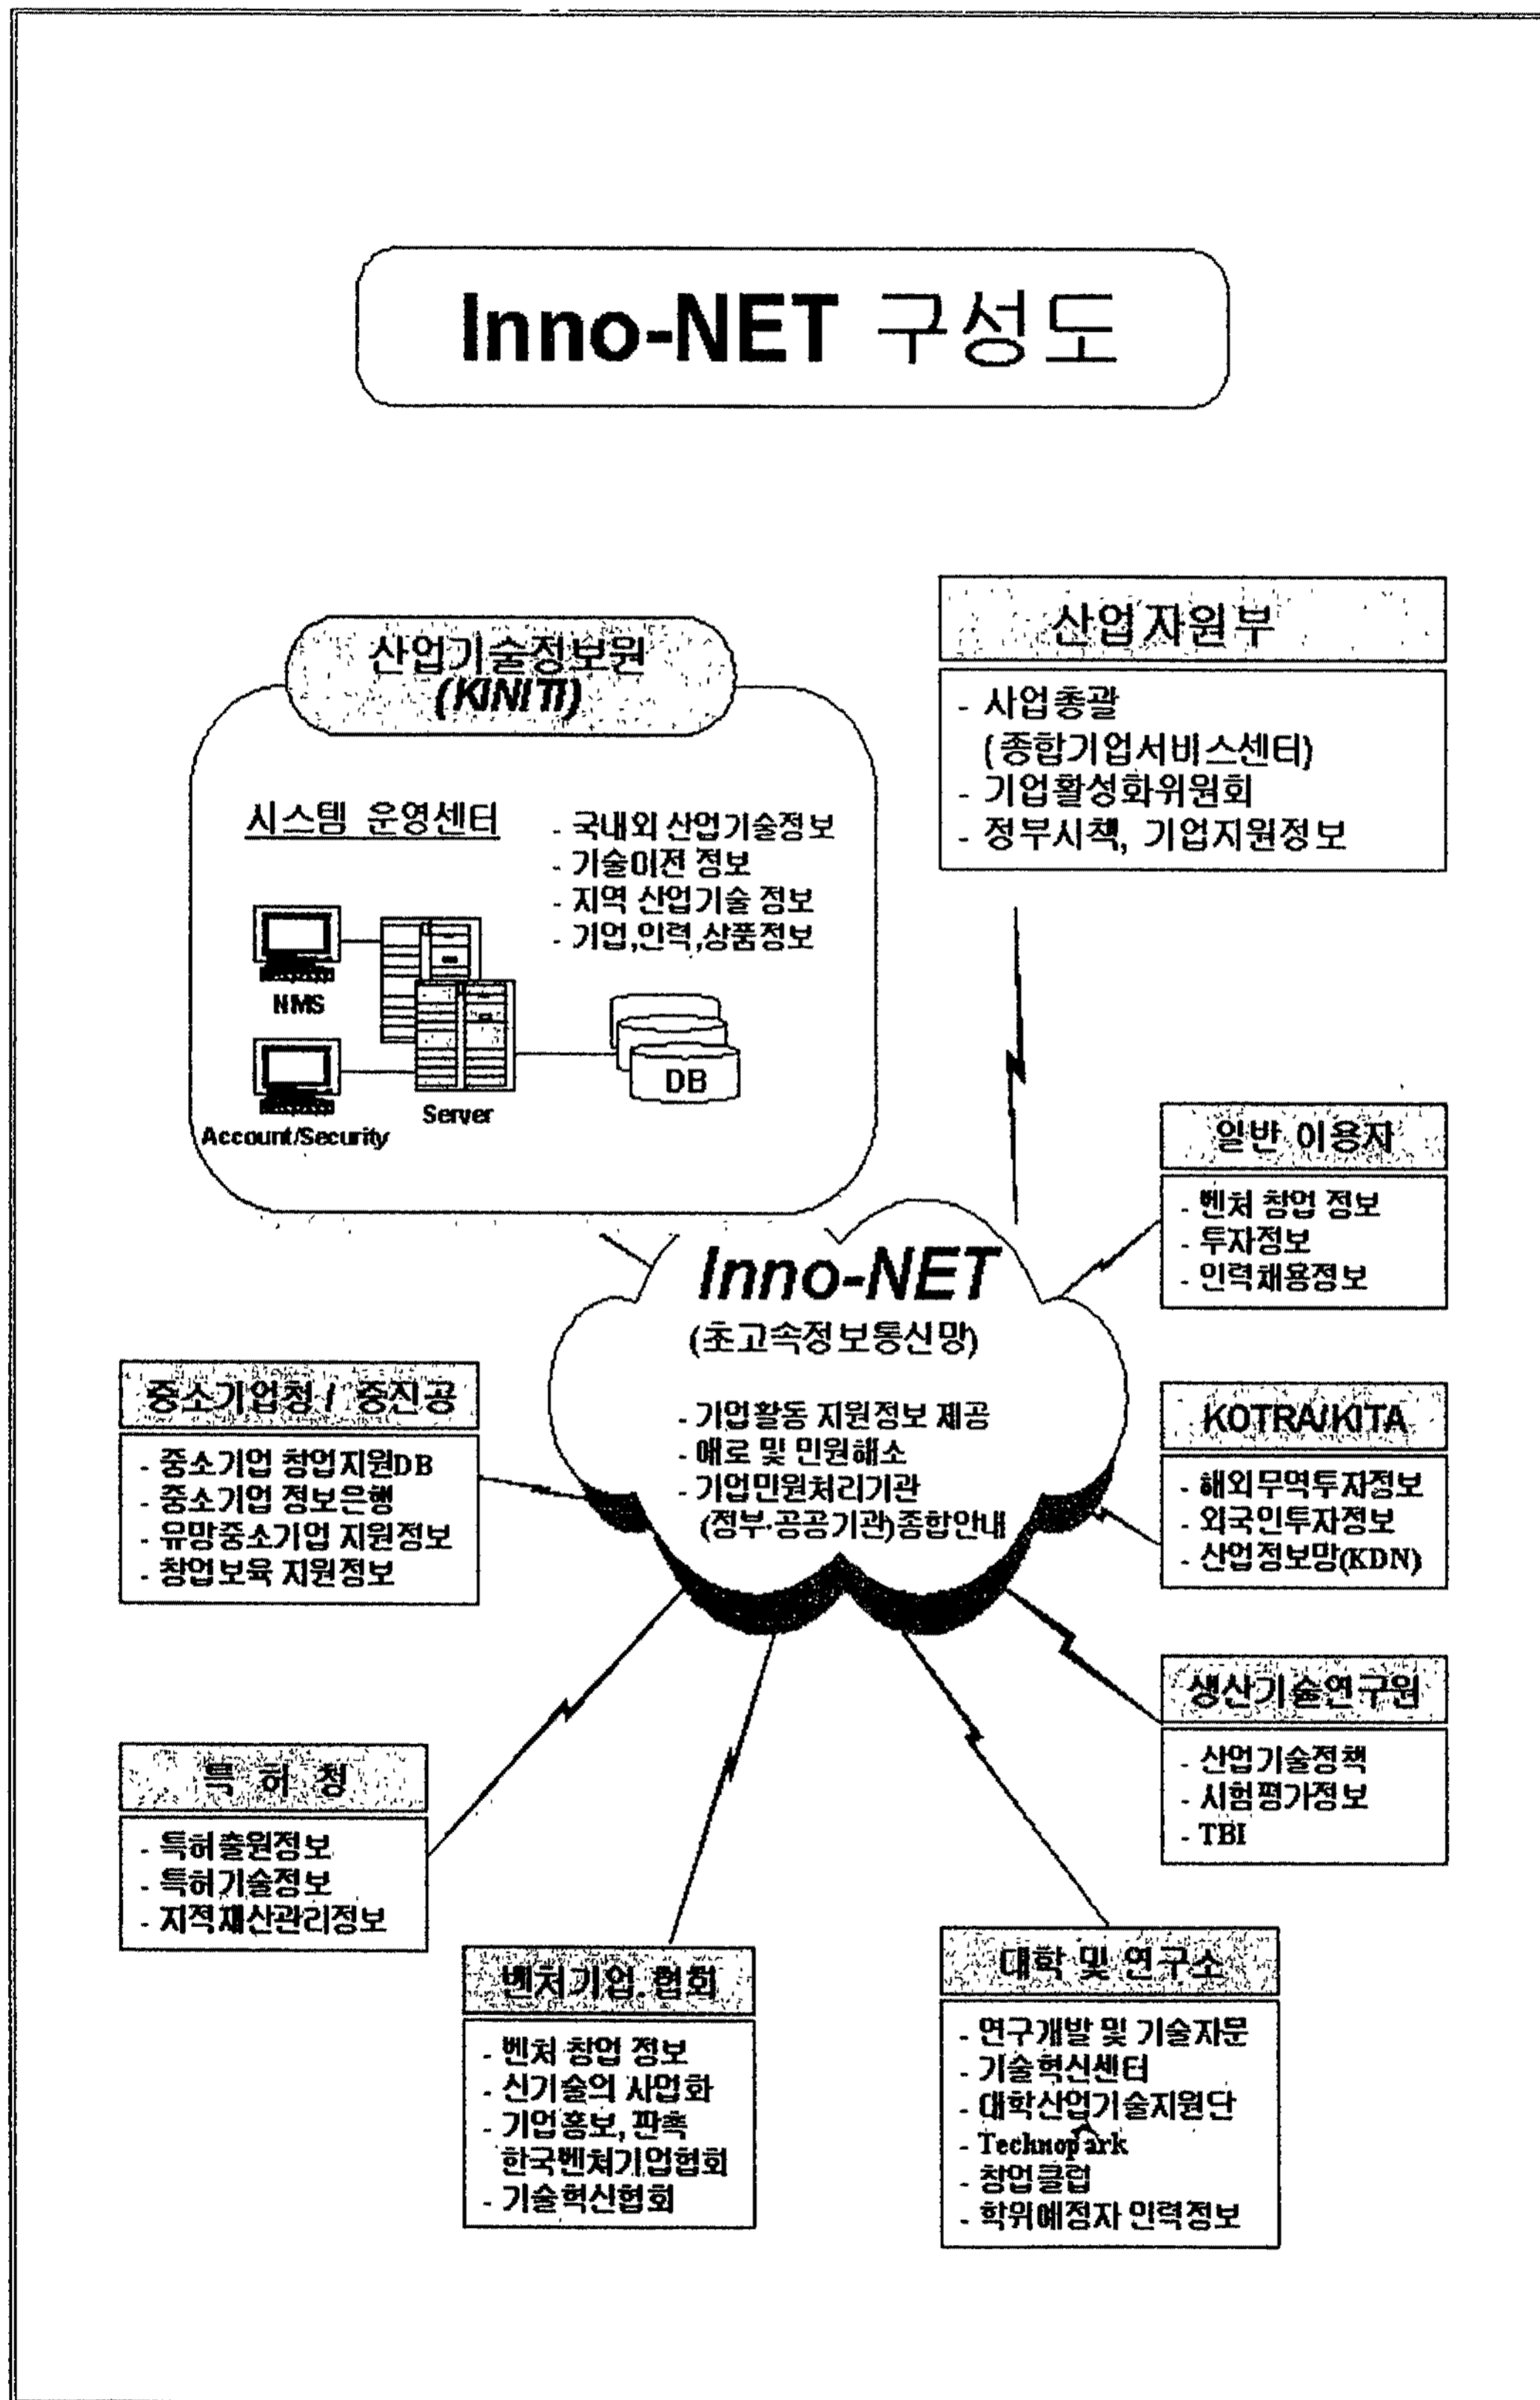 Inno-NET 구성도
산업기술정보원
(KINITI)
시스템 운영센터
- 국내외 산업기술정보
- 기술이전 정보
- 지역 산업기술 정보
- 기업,인력,상품정보
NMS
Account/Security
Server
DB
산업자원부
- 사업총괄
(종합기업서비스센터)
- 기업활성화위원회
- 정부시책, 기업지원정보
일반 이용자
- 벤처 창업 정보
- 투자정보
- 인력채용정보
Inno-NET
(초고속정보통신망)
- 기업활동 지원정보 제공
- 애로 및 민원해소
- 기업민원처리기관
(정부·공공기관)종합안내
중소기업청 / 중진공
- 중소기업 창업지원DB
- 중소기업 정보은행
- 유망중소기업 지원정보
- 창업보육 지원정보
KOTRA/KITA
- 해외무역투자정보
- 외국인투자정보
- 산업정보망(KDN)
생산기술연구원
- 산업기술정책
- 시험평가정보
- TBI
특 허 청
- 특허출원정보
- 특허기술정보
- 지적재산관리정보
벤처기업.협회
- 벤처 창업 정보
- 신기술의 사업화
- 기업홍보, 판촉
한국벤처기업협회
- 기술혁신협회
대학 및 연구소
- 연구개발 및 기술자문
- 기술혁신센터
- 대학산업기술지원단
- Technopark
- 창업클럽
- 학위예정자 인력정보